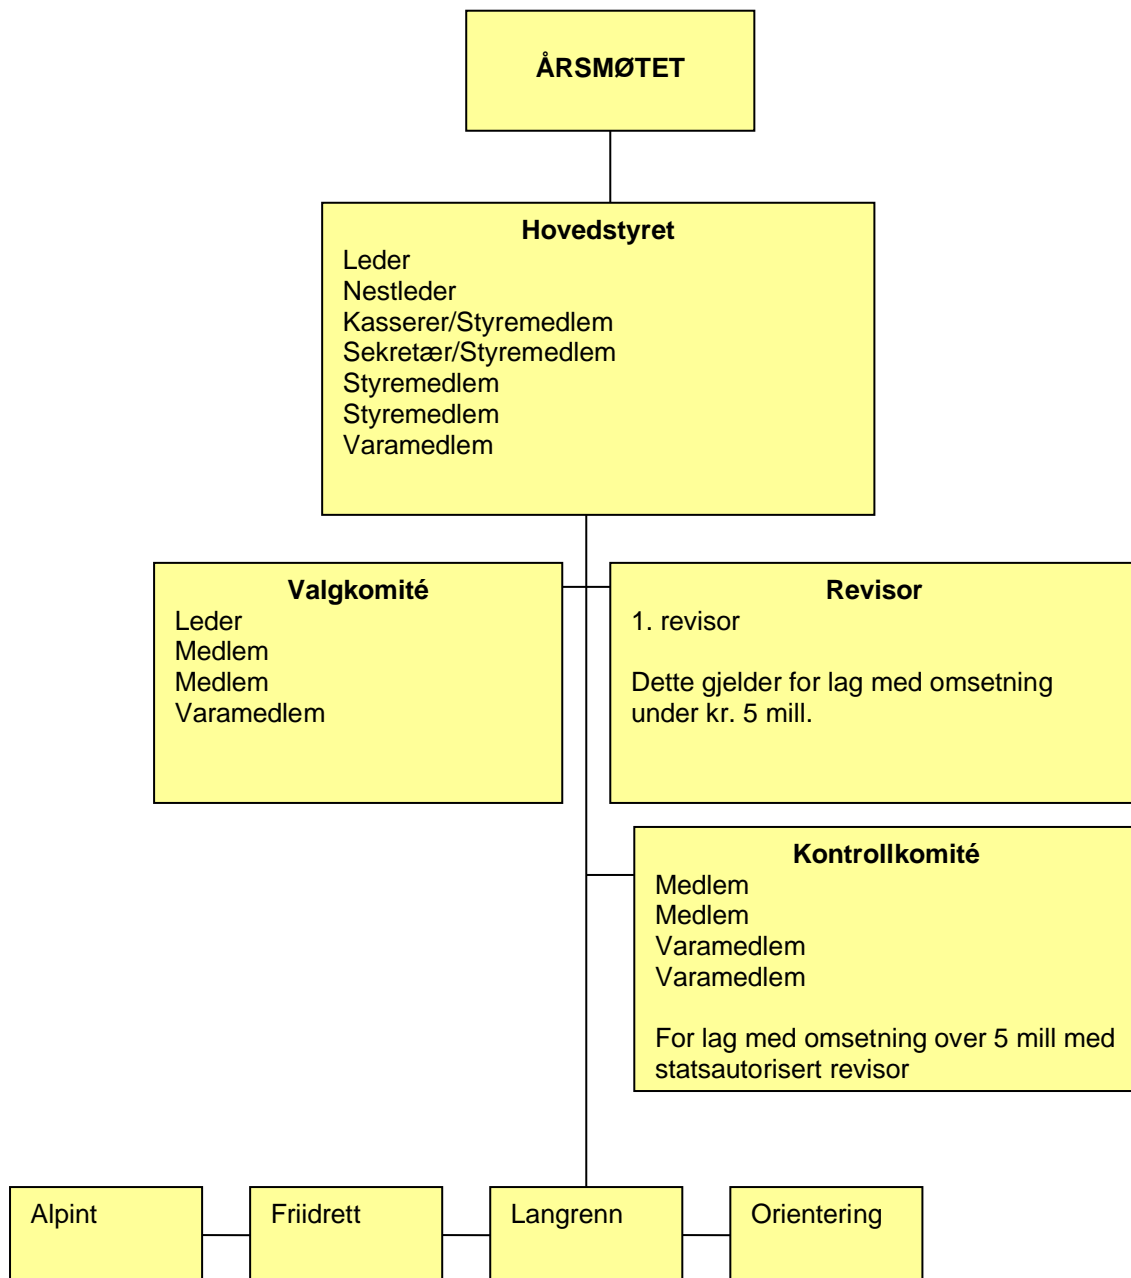 ÅRSMØTET
Hovedstyret
Leder
Nestleder
Kasserer/Styremedlem
Sekretær/Styremedlem
Styremedlem
Styremedlem
Varamedlem
Valgkomité
Leder
Medlem
Medlem
Varamedlem
Revisor
1. revisor
Dette gjelder for lag med omsetning
under kr. 5 mill.
Kontrollkomité
Medlem
Medlem
Varamedlem
Varamedlem
For lag med omsetning over 5 mill med
statsautorisert revisor
Alpint
Friidrett
Langrenn
Orientering